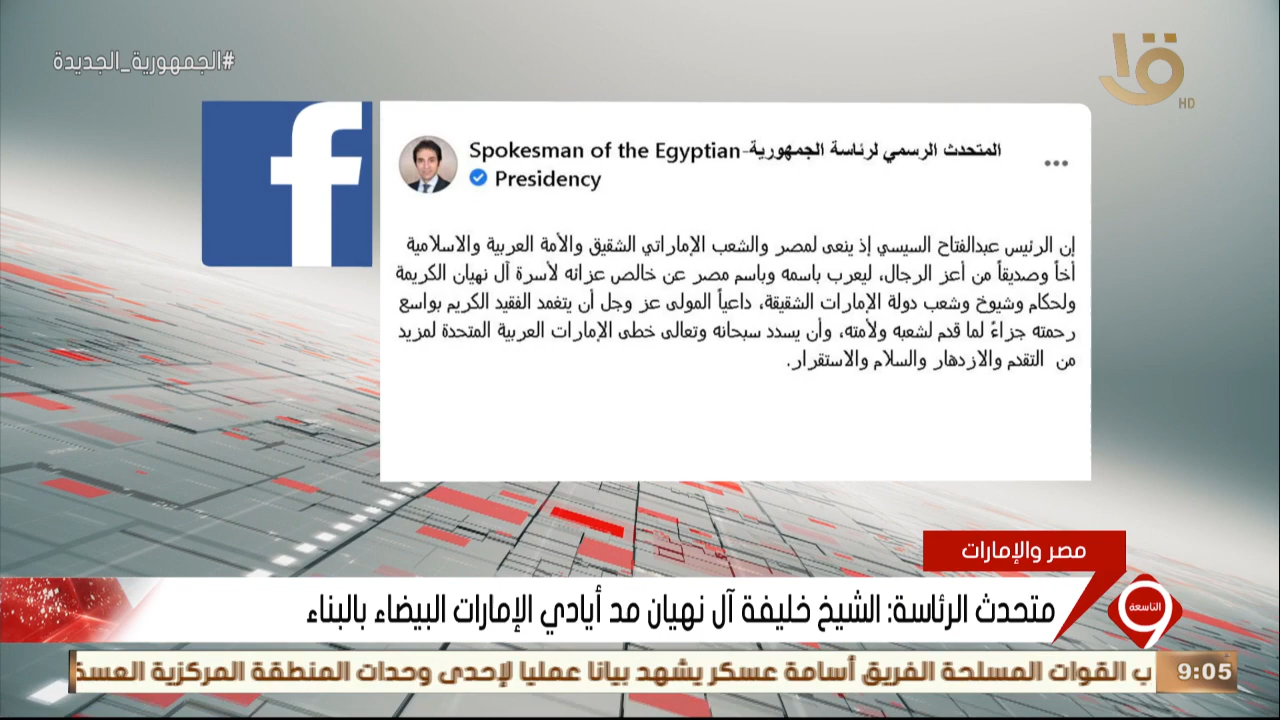 #الجمهورية_الجديدة
HD
المتحدث الرسمي لرئاسة الجمهورية-Spokesman of the Egyptian
Presidency
إن الرئيس عبدالفتاح السيسي إذ ينعى لمصر والشعب الإماراتي الشقيق والأمة العربية والاسلامية
أخاً وصديقاً من أعز الرجال، ليعرب باسمه وباسم مصر عن خالص عزائه لأسرة آل نهيان الكريمة
ولحكام وشيوخ وشعب دولة الإمارات الشقيقة، داعياً المولى عز وجل أن يتغمد الفقيد الكريم بواسع
رحمته جزاءً لما قدم لشعبه ولأمته، وأن يسدد سبحانه وتعالى خطى الإمارات العربية المتحدة لمزيد
من التقدم والازدهار والسلام والاستقرار.
مصر والإمارات
متحدث الرئاسة: الشيخ خليفة آل نهيان مد أيادي الإمارات البيضاء بالبناء
التاسعة
9:05
ب القوات المسلحة الفريق أسامة عسكر يشهد بيانا عمليا لإحدى وحدات المنطقة المركزية العسك